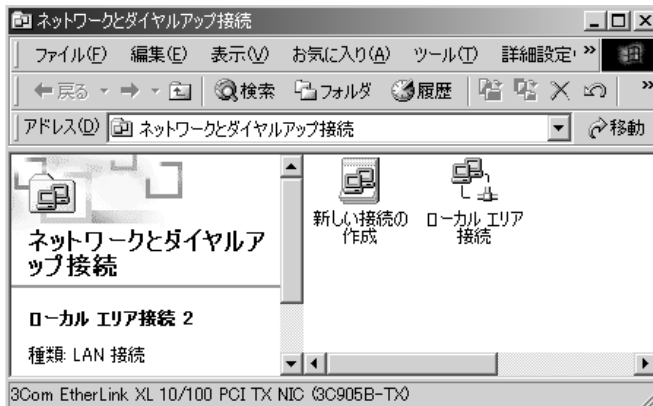 ネットワークとダイヤルアップ接続
ファイル(F) 編集(E) 表示(V) お気に入り(A) ツール(T) 詳細設定 »
戻る 検索 フォルダ 履歴 »
アドレス(D) ネットワークとダイヤルアップ接続 移動
ネットワークとダイヤルア
ップ接続
ローカル エリア接続 2
種類: LAN 接続
新しい接続の
作成
ローカル エリア
接続
3Com EtherLink XL 10/100 PCI TX NIC (3C905B-TX)